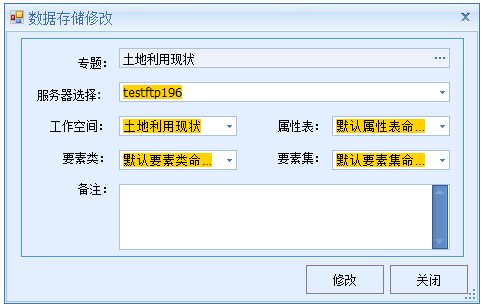 数据存储修改
专题： 土地利用现状 ...
服务器选择： testftp196
工作空间： 土地利用现状 属性表： 默认属性表命...
要素类： 默认要素类命... 要素集： 默认要素集命...
备注：
修改 关闭